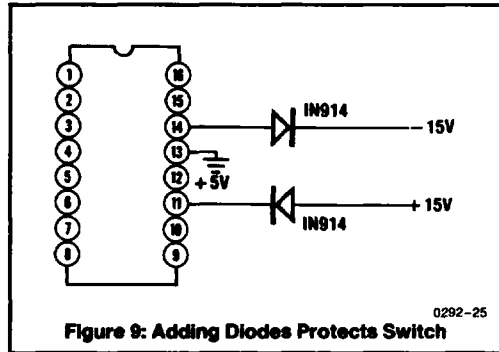 1
2
3
4
5
6
7
8
16
15
14
13
12
11
10
9
+5V
IN914
−15V
IN914
+15V
0292–25
Figure 9: Adding Diodes Protects Switch